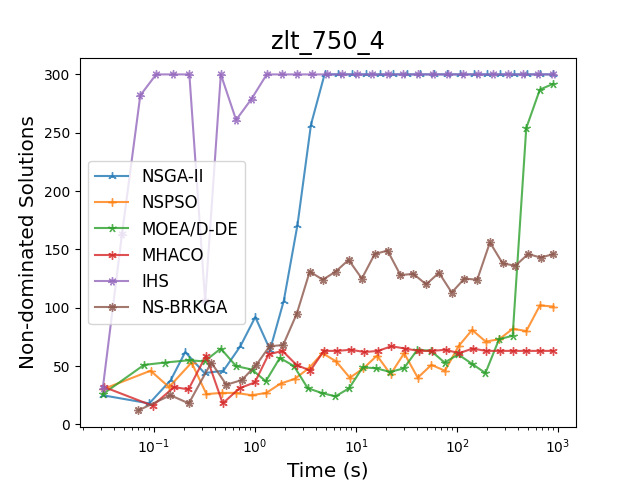 zlt_750_4
Non-dominated Solutions
300
250
200
150
100
50
0
NSGA-II
NSPSO
MOEA/D-DE
MHACO
IHS
NS-BRKGA
10⁻¹ 10⁰ 10¹ 10² 10³
Time (s)